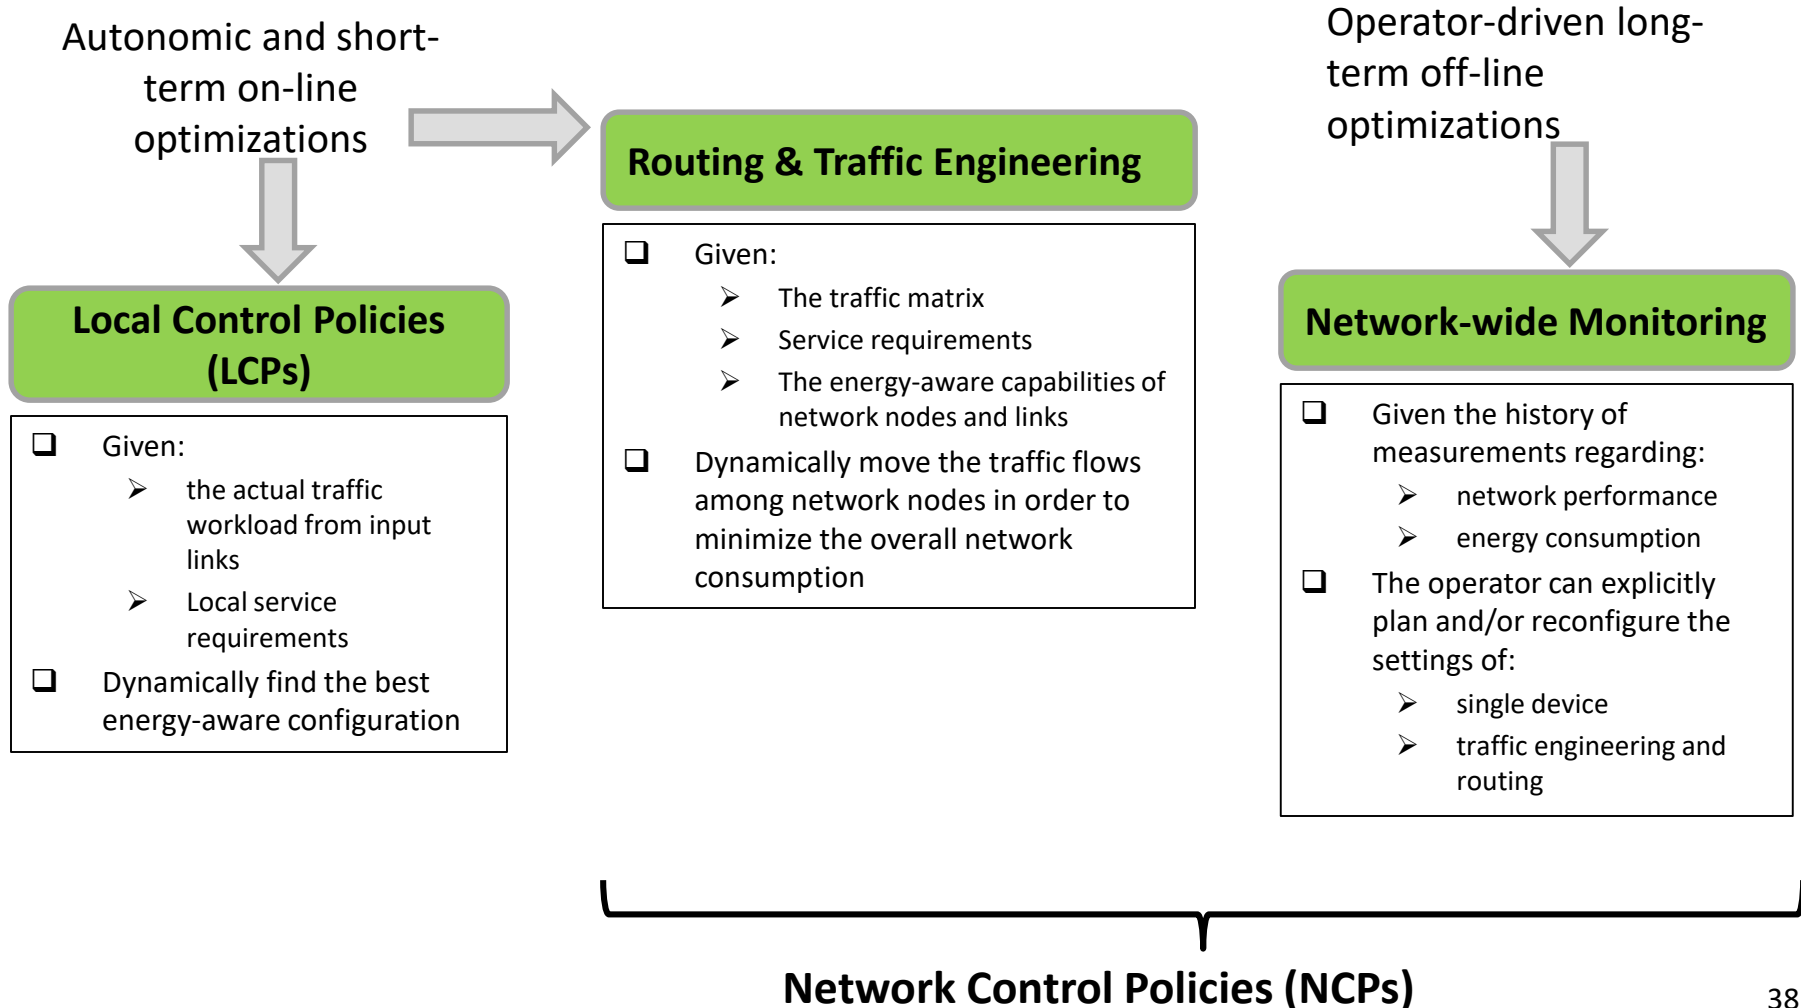 Autonomic and short-
term on-line
optimizations
Local Control Policies
(LCPs)
❑ Given:
➢ the actual traffic
workload from input
links
➢ Local service
requirements
❑ Dynamically find the best
energy-aware configuration
Routing & Traffic Engineering
❑ Given:
➢ The traffic matrix
➢ Service requirements
➢ The energy-aware capabilities of
network nodes and links
❑ Dynamically move the traffic flows
among network nodes in order to
minimize the overall network
consumption
Operator-driven long-
term off-line
optimizations
Network-wide Monitoring
❑ Given the history of
measurements regarding:
➢ network performance
➢ energy consumption
❑ The operator can explicitly
plan and/or reconfigure the
settings of:
➢ single device
➢ traffic engineering and
routing
Network Control Policies (NCPs)
38